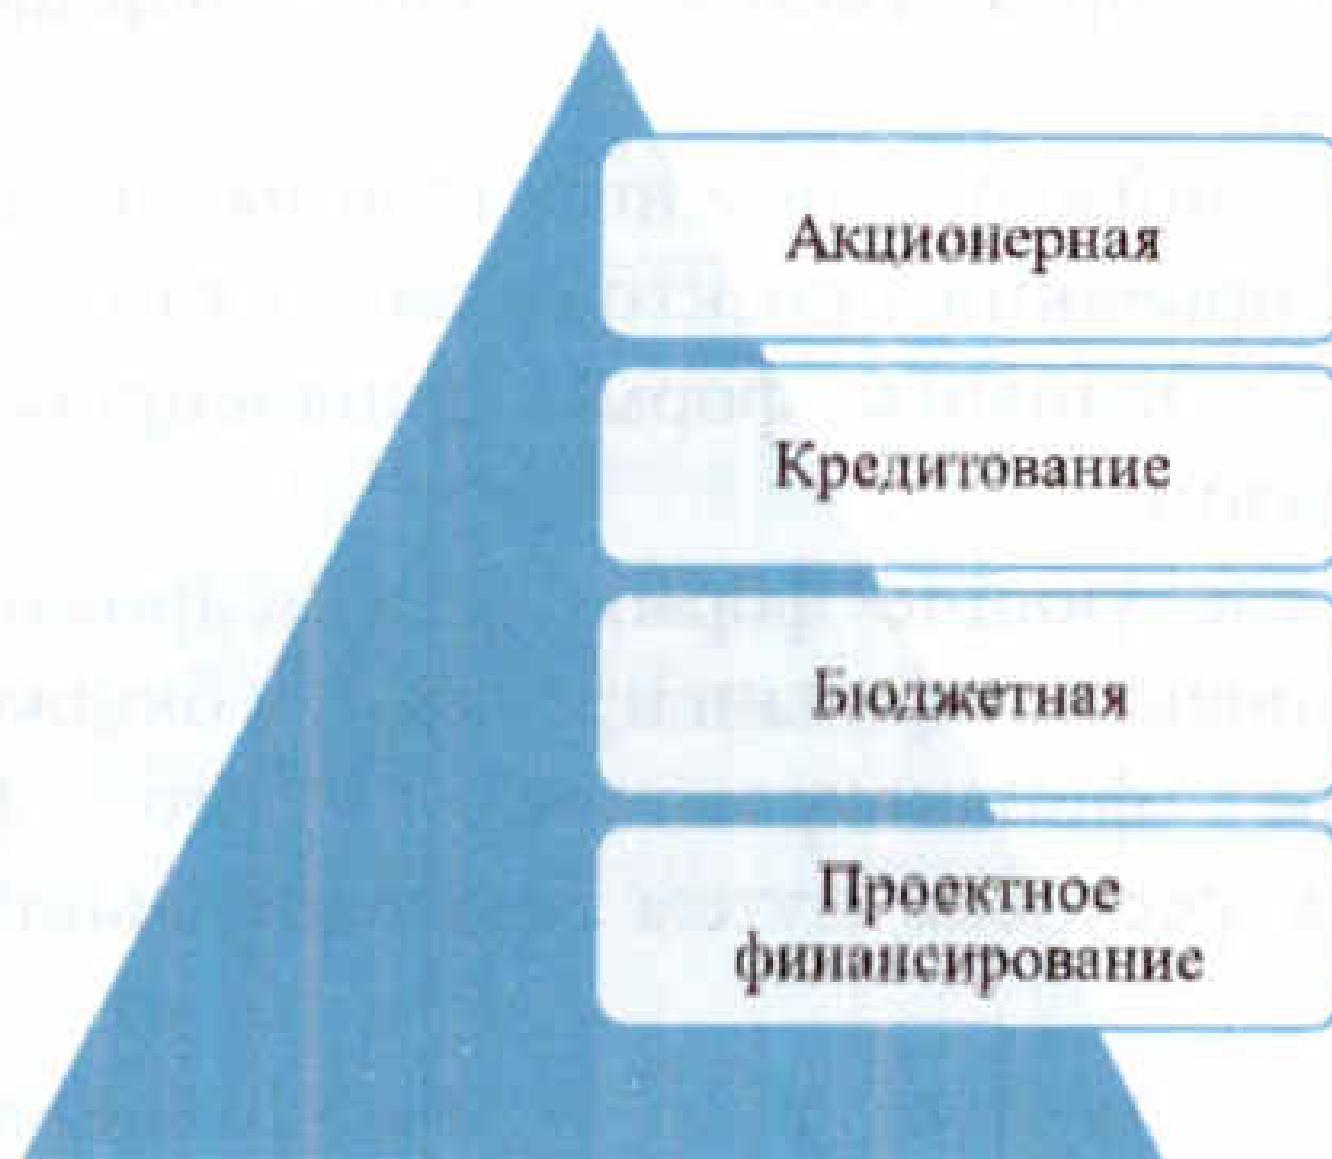 Акционерная
Кредитование
Бюджетная
Проектное
финансирование